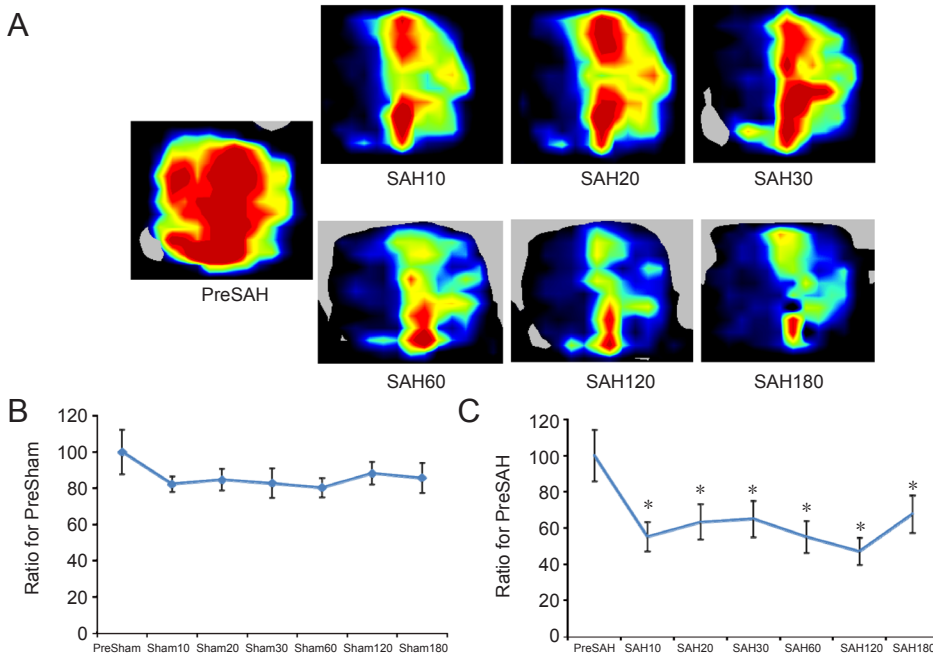 A
SAH10
SAH20
SAH30
PreSAH
SAH60
SAH120
SAH180
B
120
100
80
60
40
20
0
Ratio for PreSham
PreSham Sham10 Sham20 Sham30 Sham60 Sham120 Sham180
C
120
100
80
60
40
20
0
Ratio for PreSAH
* * * * * *
PreSAH SAH10 SAH20 SAH30 SAH60 SAH120 SAH180